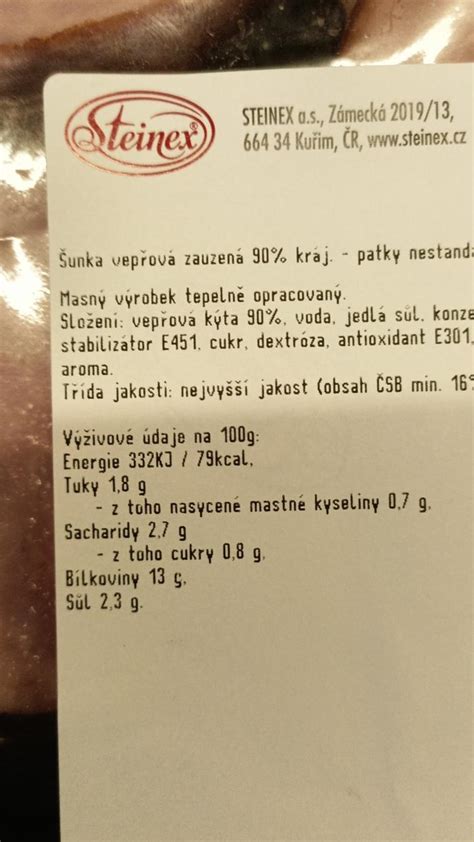 Steinex®
STEINEX a.s., Zámecká 2019/13,
664 34 Kuřim, ČR, www.steinex.cz
Šunka vepřová zauzená 90% kráj. - patky nestanda
Masný výrobek tepelně opracovaný.
Složení: vepřová kýta 90%, voda, jedlá sůl, konze
stabilizátor E451, cukr, dextróza, antioxidant E301,
aroma.
Třída jakosti: nejvyšší jakost (obsah ČSB min. 16%
Výživové údaje na 100g:
Energie 332KJ / 79kcal,
Tuky 1,8 g
- z toho nasycené mastné kyseliny 0,7 g,
Sacharidy 2,7 g
- z toho cukry 0,8 g,
Bílkoviny 13 g,
Sůl 2,3 g.